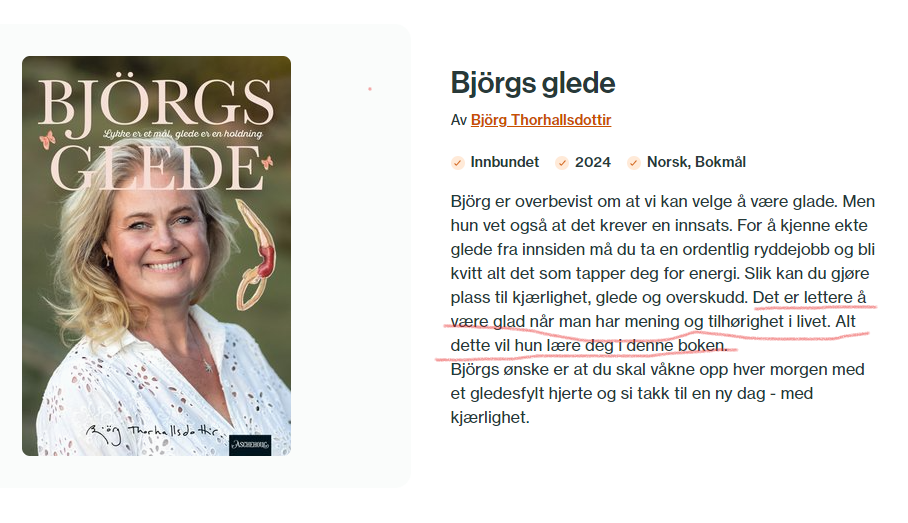 BJÖRGS
Lykke er et mål, glede er en holdning
GLEDE
Björg Thorhallsdottir
ASCHEHOUG
Björgs glede
Av Björg Thorhallsdottir
Innbundet 2024 Norsk, Bokmål
Björg er overbevist om at vi kan velge å være glade. Men
hun vet også at det krever en innsats. For å kjenne ekte
glede fra innsiden må du ta en ordentlig ryddejobb og bli
kvitt alt det som tapper deg for energi. Slik kan du gjøre
plass til kjærlighet, glede og overskudd. Det er lettere å
være glad når man har mening og tilhørighet i livet. Alt
dette vil hun lære deg i denne boken.
Björgs ønske er at du skal våkne opp hver morgen med
et gledesfylt hjerte og si takk til en ny dag - med
kjærlighet.